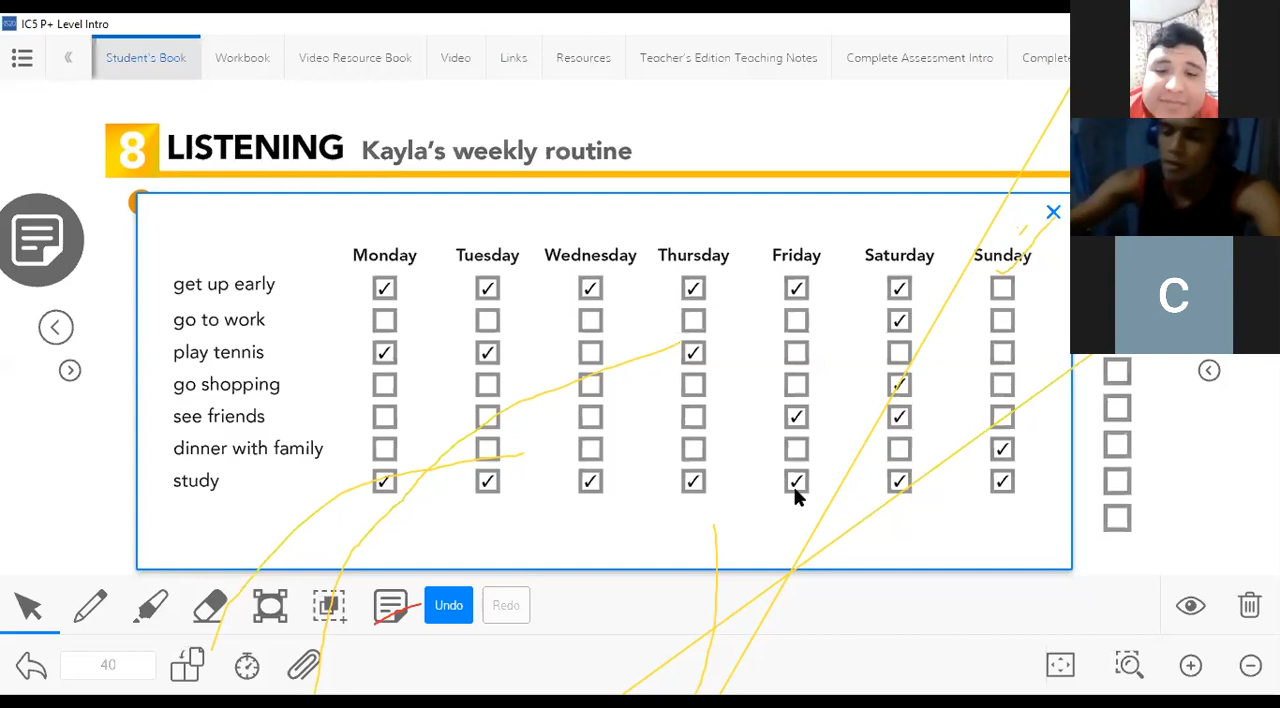 IC5 P+ Level Intro
Student's Book Workbook Video Resource Book Video Links Resources Teacher's Edition Teaching Notes Complete Assessment Intro Complete
8 LISTENING Kayla's weekly routine
Monday Tuesday Wednesday Thursday Friday Saturday Sunday
get up early ✓ ✓ ✓ ✓ ✓ ✓
go to work ✓
play tennis ✓ ✓ ✓
go shopping ✓
see friends ✓ ✓
dinner with family ✓
study ✓ ✓ ✓ ✓ ✓ ✓ ✓
C
Undo Redo
40